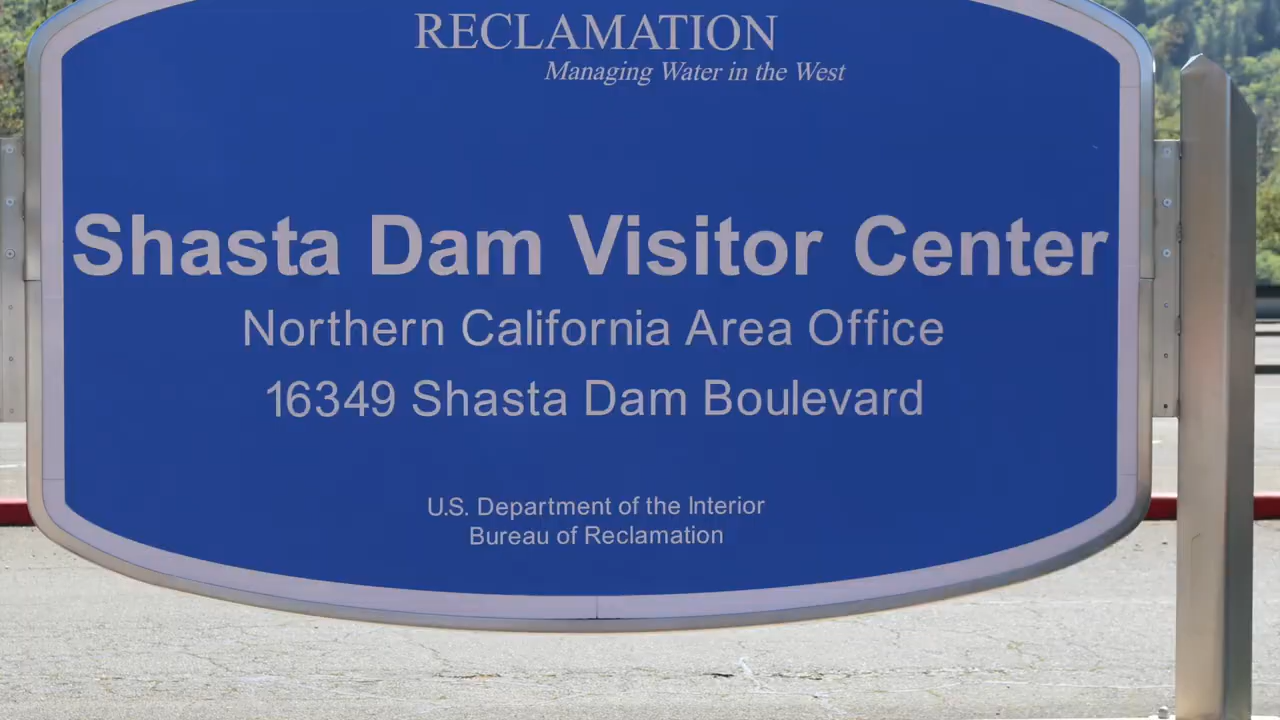 RECLAMATION
Managing Water in the West
Shasta Dam Visitor Center
Northern California Area Office
16349 Shasta Dam Boulevard
U.S. Department of the Interior
Bureau of Reclamation